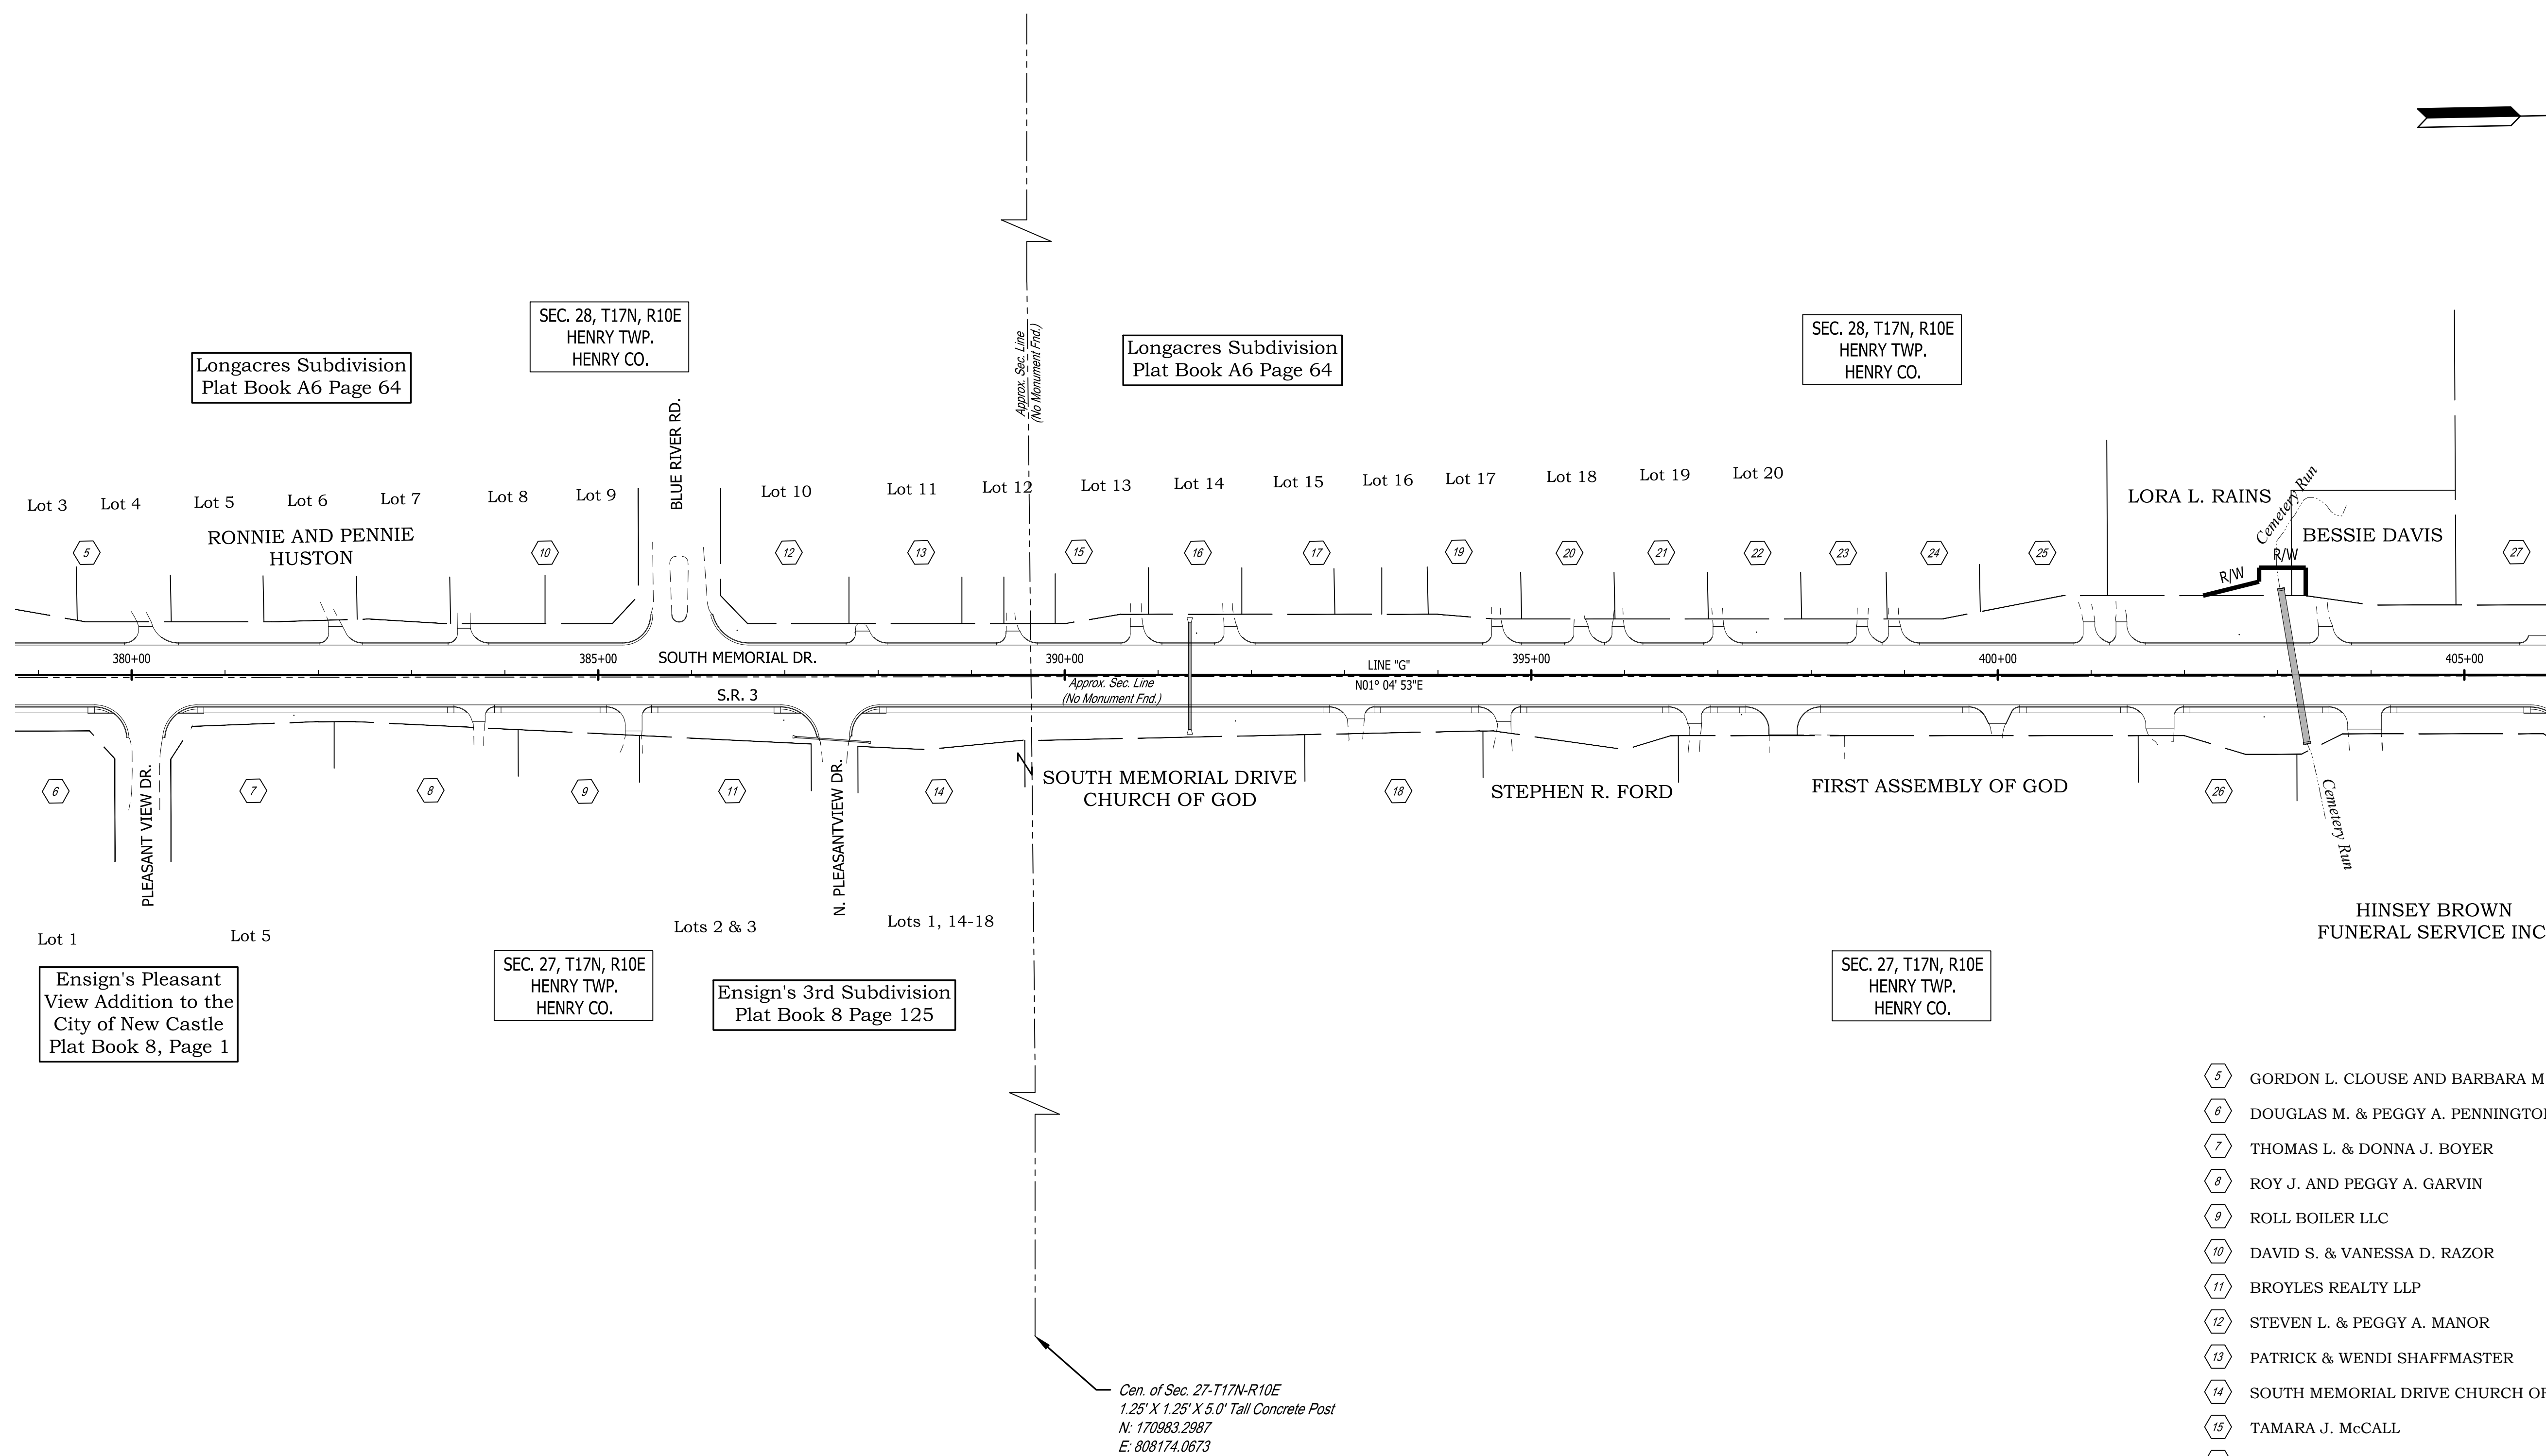 SEC. 28, T17N, R10E
HENRY TWP.
HENRY CO.
Longacres Subdivision
Plat Book A6 Page 64
Approx. Sec. Line
(No Monument Fnd.)
Longacres Subdivision
Plat Book A6 Page 64
SEC. 28, T17N, R10E
HENRY TWP.
HENRY CO.
BLUE RIVER RD.
Lot 3
Lot 4
Lot 5
Lot 6
Lot 7
Lot 8
Lot 9
Lot 10
Lot 11
Lot 12
Lot 13
Lot 14
Lot 15
Lot 16
Lot 17
Lot 18
Lot 19
Lot 20
LORA L. RAINS
Cemetery Run
BESSIE DAVIS
RONNIE AND PENNIE
HUSTON
5
10
12
13
15
16
17
19
20
21
22
23
24
25
27
R/W
R/W
380+00
385+00
SOUTH MEMORIAL DR.
390+00
LINE "G"
395+00
400+00
405+00
S.R. 3
Approx. Sec. Line
(No Monument Fnd.)
N01° 04' 53"E
6
PLEASANT VIEW DR.
7
8
9
11
N. PLEASANTVIEW DR.
14
SOUTH MEMORIAL DRIVE
CHURCH OF GOD
18
STEPHEN R. FORD
FIRST ASSEMBLY OF GOD
26
Cemetery Run
HINSEY BROWN
FUNERAL SERVICE INC
Lot 1
Lot 5
Lots 2 & 3
Lots 1, 14-18
Ensign's Pleasant
View Addition to the
City of New Castle
Plat Book 8, Page 1
SEC. 27, T17N, R10E
HENRY TWP.
HENRY CO.
Ensign's 3rd Subdivision
Plat Book 8 Page 125
SEC. 27, T17N, R10E
HENRY TWP.
HENRY CO.
5 GORDON L. CLOUSE AND BARBARA M
6 DOUGLAS M. & PEGGY A. PENNINGTON
7 THOMAS L. & DONNA J. BOYER
8 ROY J. AND PEGGY A. GARVIN
9 ROLL BOILER LLC
10 DAVID S. & VANESSA D. RAZOR
11 BROYLES REALTY LLP
12 STEVEN L. & PEGGY A. MANOR
13 PATRICK & WENDI SHAFFMASTER
14 SOUTH MEMORIAL DRIVE CHURCH OF
15 TAMARA J. McCALL
Cen. of Sec. 27-T17N-R10E
1.25' X 1.25' X 5.0' Tall Concrete Post
N: 170983.2987
E: 808174.0673